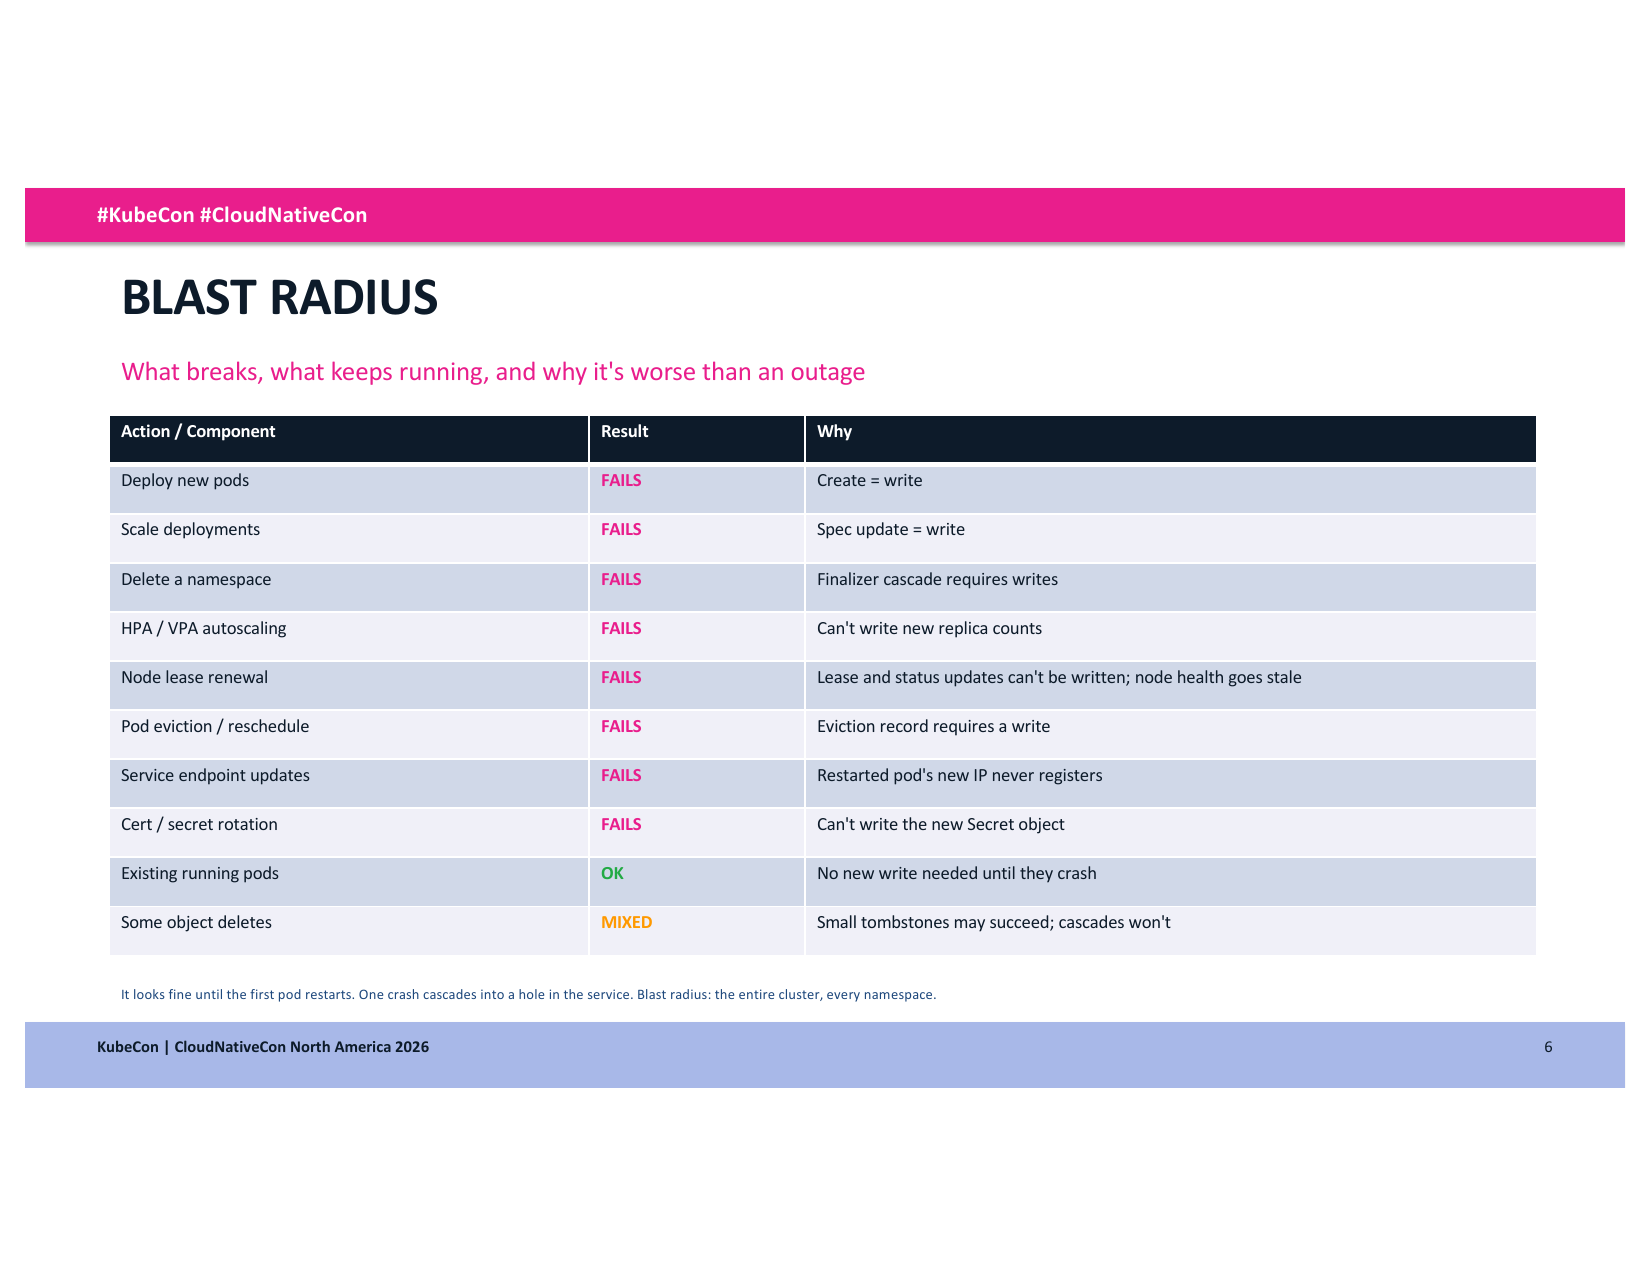 #KubeCon #CloudNativeCon
BLAST RADIUS
What breaks, what keeps running, and why it's worse than an outage
Action / Component Result Why
Deploy new pods FAILS Create = write
Scale deployments FAILS Spec update = write
Delete a namespace FAILS Finalizer cascade requires writes
HPA / VPA autoscaling FAILS Can't write new replica counts
Node lease renewal FAILS Lease and status updates can't be written; node health goes stale
Pod eviction / reschedule FAILS Eviction record requires a write
Service endpoint updates FAILS Restarted pod's new IP never registers
Cert / secret rotation FAILS Can't write the new Secret object
Existing running pods OK No new write needed until they crash
Some object deletes MIXED Small tombstones may succeed; cascades won't
It looks fine until the first pod restarts. One crash cascades into a hole in the service. Blast radius: the entire cluster, every namespace.
KubeCon | CloudNativeCon North America 2026 6